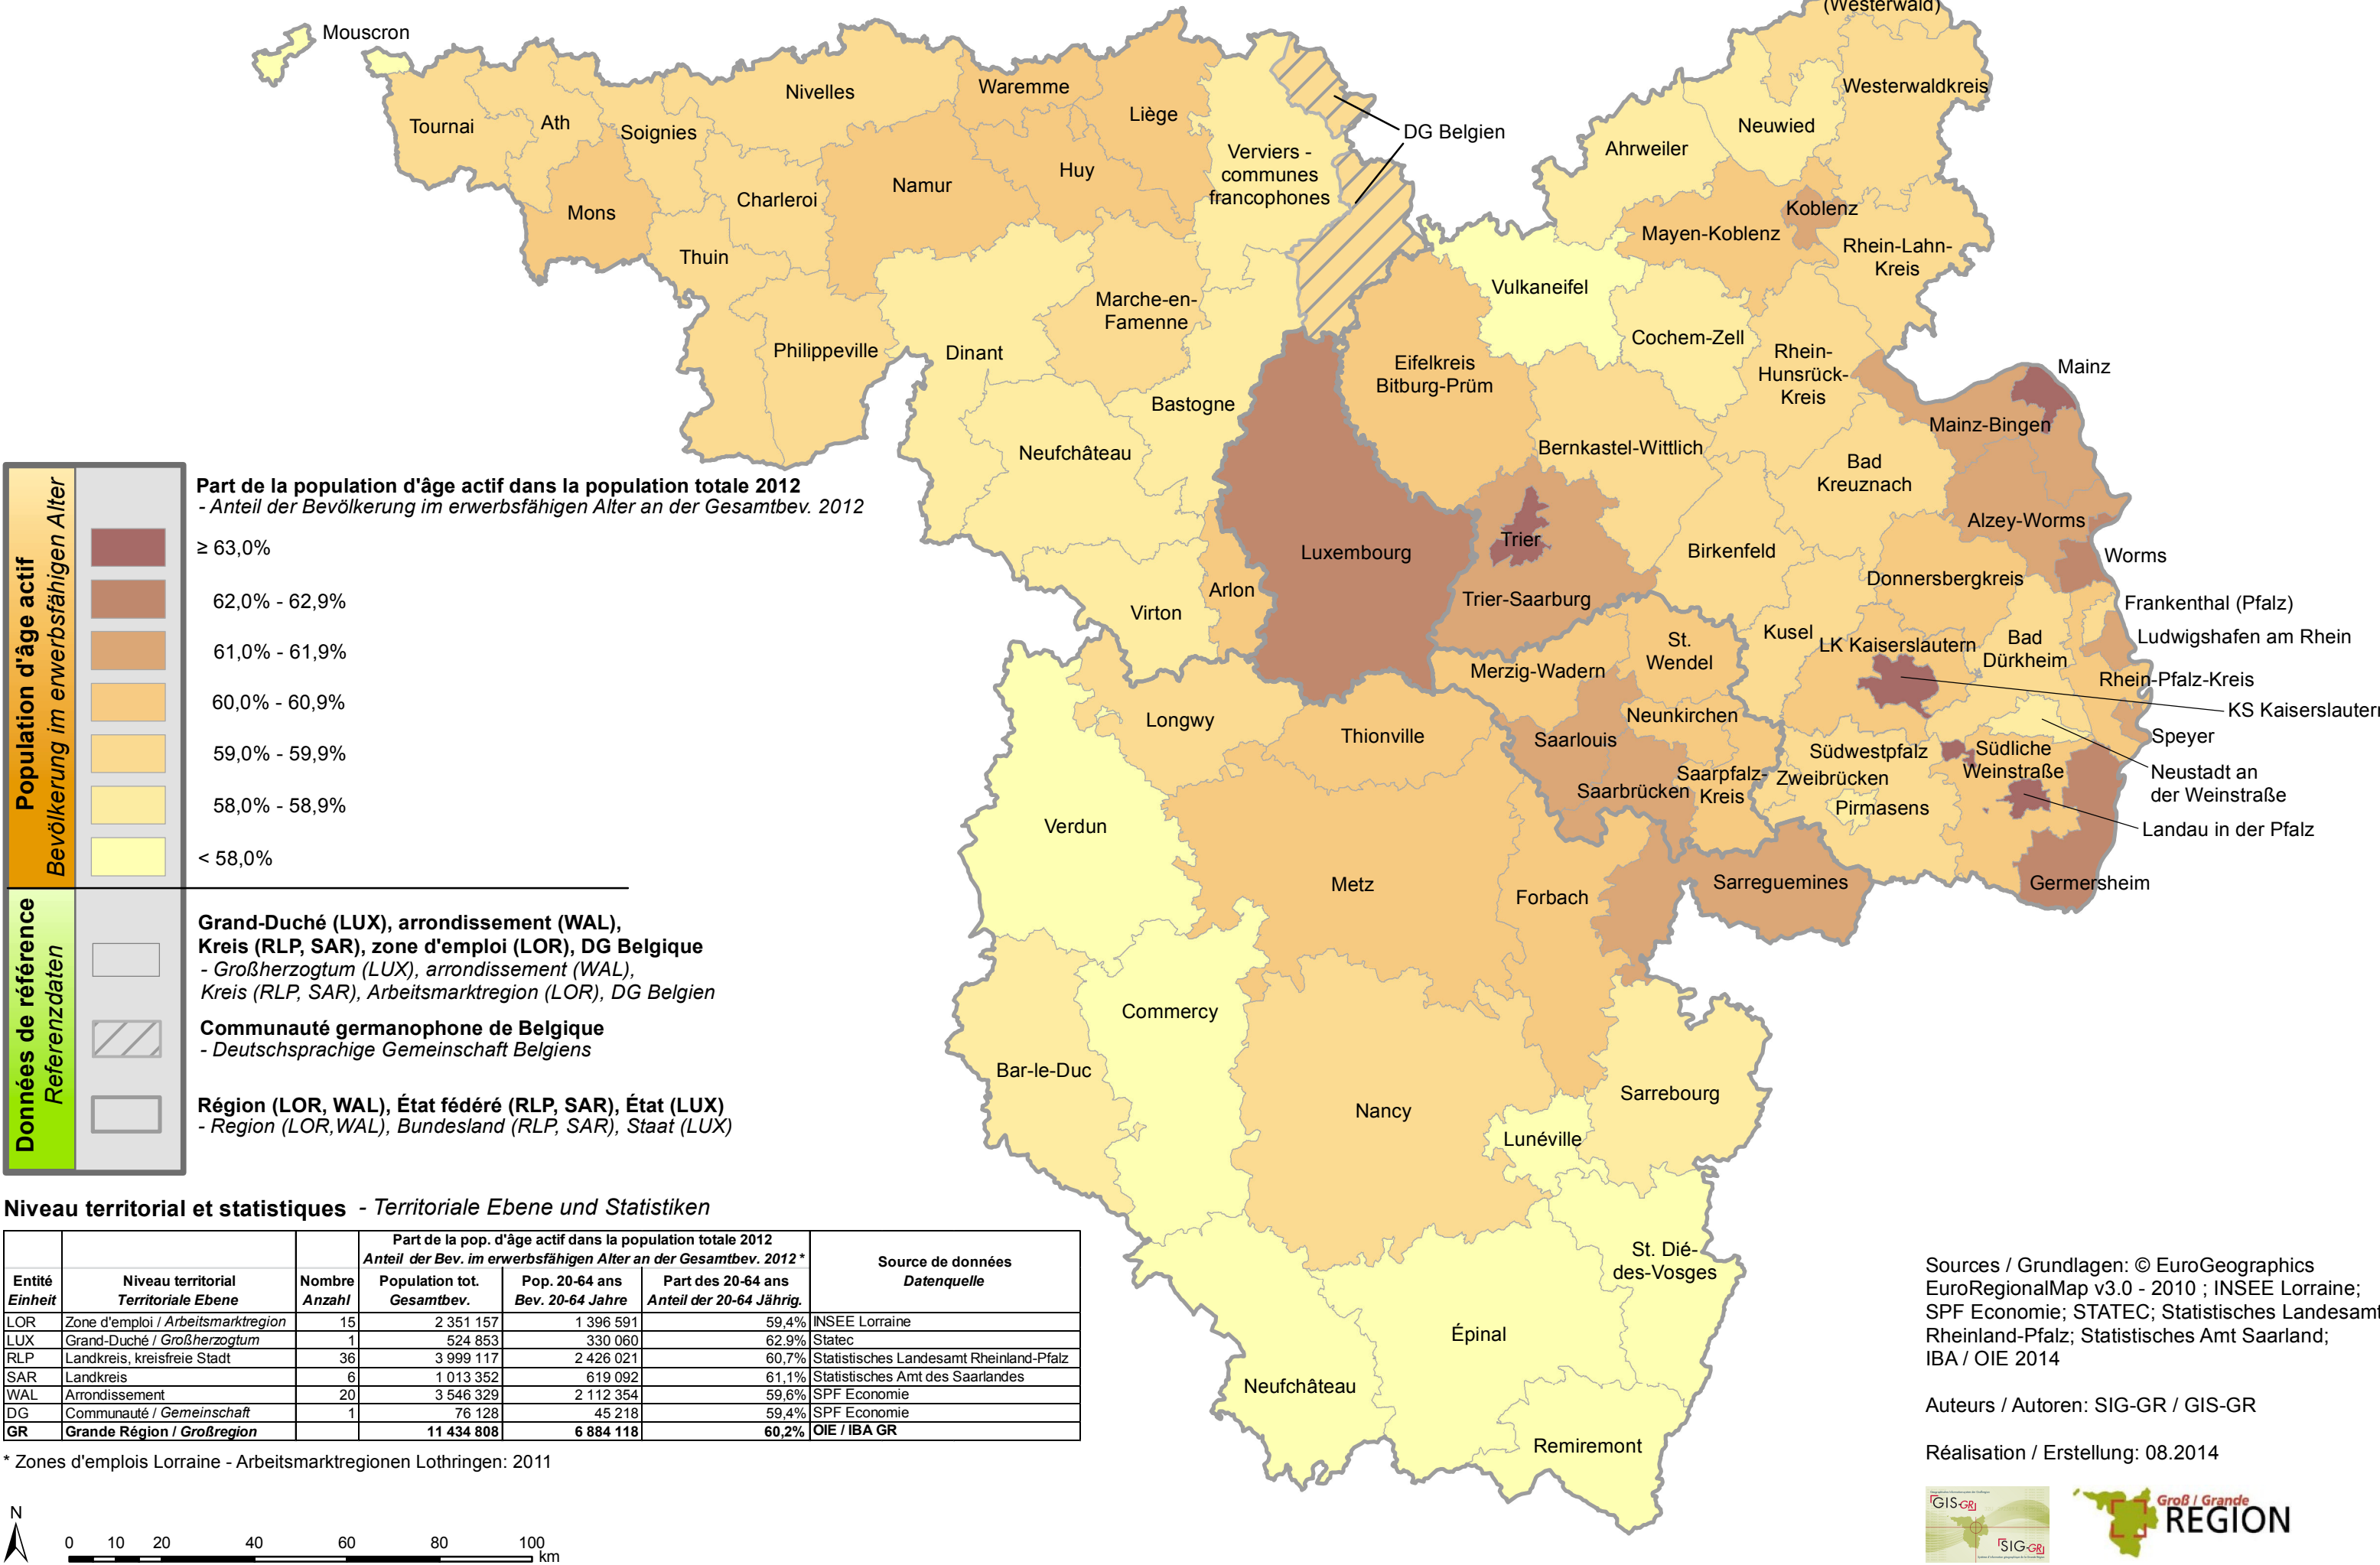 (Westerwald)
Mouscron
Westerwaldkreis
Nivelles
Waremme
Liège
Tournai
Ath
Soignies
DG Belgien
Neuwied
Ahrweiler
Verviers -
communes
francophones
Huy
Namur
Charleroi
Mons
Koblenz
Mayen-Koblenz
Rhein-Lahn-
Kreis
Thuin
Vulkaneifel
Marche-en-
Famenne
Cochem-Zell
Philippeville
Dinant
Eifelkreis
Bitburg-Prüm
Rhein-
Hunsrück-
Kreis
Mainz
Bastogne
Mainz-Bingen
Neufchâteau
Bernkastel-Wittlich
Bad
Kreuznach
Alzey-Worms
Trier
Luxembourg
Birkenfeld
Worms
Donnersbergkreis
Arlon
Trier-Saarburg
Virton
Frankenthal (Pfalz)
Kusel
LK Kaiserslautern
Bad
Dürkheim
Ludwigshafen am Rhein
St.
Wendel
Merzig-Wadern
Rhein-Pfalz-Kreis
KS Kaiserslautern
Longwy
Thionville
Neunkirchen
Saarlouis
Speyer
Südwestpfalz
Südliche
Weinstraße
Zweibrücken
Saarpfalz-
Kreis
Saarbrücken
Neustadt an
der Weinstraße
Pirmasens
Landau in der Pfalz
Verdun
Metz
Forbach
Sarreguemines
Germersheim
Commercy
Bar-le-Duc
Nancy
Sarrebourg
Lunéville
St. Dié-
des-Vosges
Épinal
Neufchâteau
Remiremont
Population d'âge actif
Bevölkerung im erwerbsfähigen Alter
Part de la population d'âge actif dans la population totale 2012
- Anteil der Bevölkerung im erwerbsfähigen Alter an der Gesamtbev. 2012
≥ 63,0%
62,0% - 62,9%
61,0% - 61,9%
60,0% - 60,9%
59,0% - 59,9%
58,0% - 58,9%
< 58,0%
Données de référence
Referenzdaten
Grand-Duché (LUX), arrondissement (WAL),
Kreis (RLP, SAR), zone d'emploi (LOR), DG Belgique
- Großherzogtum (LUX), arrondissement (WAL),
Kreis (RLP, SAR), Arbeitsmarktregion (LOR), DG Belgien
Communauté germanophone de Belgique
- Deutschsprachige Gemeinschaft Belgiens
Région (LOR, WAL), État fédéré (RLP, SAR), État (LUX)
- Region (LOR,WAL), Bundesland (RLP, SAR), Staat (LUX)
Niveau territorial et statistiques - Territoriale Ebene und Statistiken
Part de la pop. d'âge actif dans la population totale 2012
Anteil der Bev. im erwerbsfähigen Alter an der Gesamtbev. 2012 *
Source de données
Datenquelle
Entité Niveau territorial Nombre Population tot. Pop. 20-64 ans Part des 20-64 ans
Einheit Territoriale Ebene Anzahl Gesamtbev. Bev. 20-64 Jahre Anteil der 20-64 Jährig.
LOR Zone d'emploi / Arbeitsmarktregion 15 2 351 157 1 396 591 59,4% INSEE Lorraine
LUX Grand-Duché / Großherzogtum 1 524 853 330 060 62.9% Statec
RLP Landkreis, kreisfreie Stadt 36 3 999 117 2 426 021 60,7% Statistisches Landesamt Rheinland-Pfalz
SAR Landkreis 6 1 013 352 619 092 61,1% Statistisches Amt des Saarlandes
WAL Arrondissement 20 3 546 329 2 112 354 59,6% SPF Economie
DG Communauté / Gemeinschaft 1 76 128 45 218 59,4% SPF Economie
GR Grande Région / Großregion 11 434 808 6 884 118 60,2% OIE / IBA GR
* Zones d'emplois Lorraine - Arbeitsmarktregionen Lothringen: 2011
N
0 10 20 40 60 80 100
km
Sources / Grundlagen: © EuroGeographics
EuroRegionalMap v3.0 - 2010 ; INSEE Lorraine;
SPF Economie; STATEC; Statistisches Landesamt
Rheinland-Pfalz; Statistisches Amt Saarland;
IBA / OIE 2014
Auteurs / Autoren: SIG-GR / GIS-GR
Réalisation / Erstellung: 08.2014
GIS-GR
SIG-GR
Groß / Grande
REGION